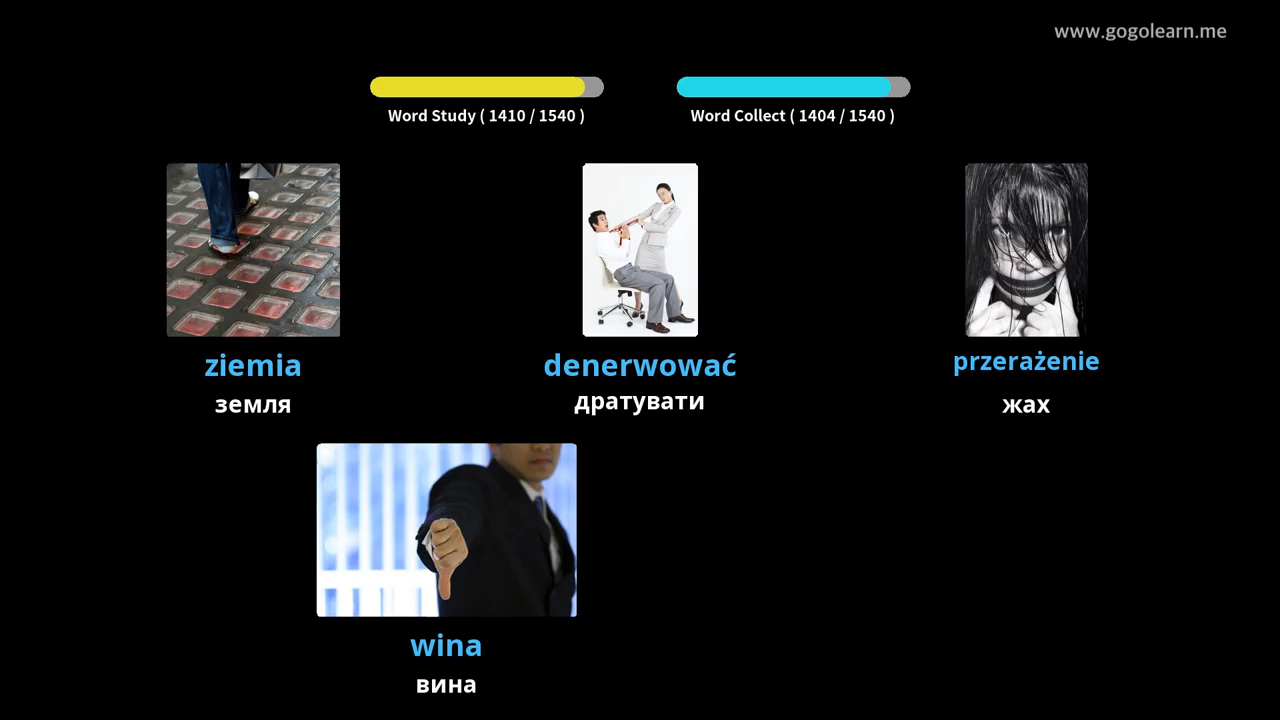 www.gogolearn.me
Word Study ( 1410 / 1540 )
Word Collect ( 1404 / 1540 )
ziemia
земля
denerwować
дратувати
przerażenie
жах
wina
вина